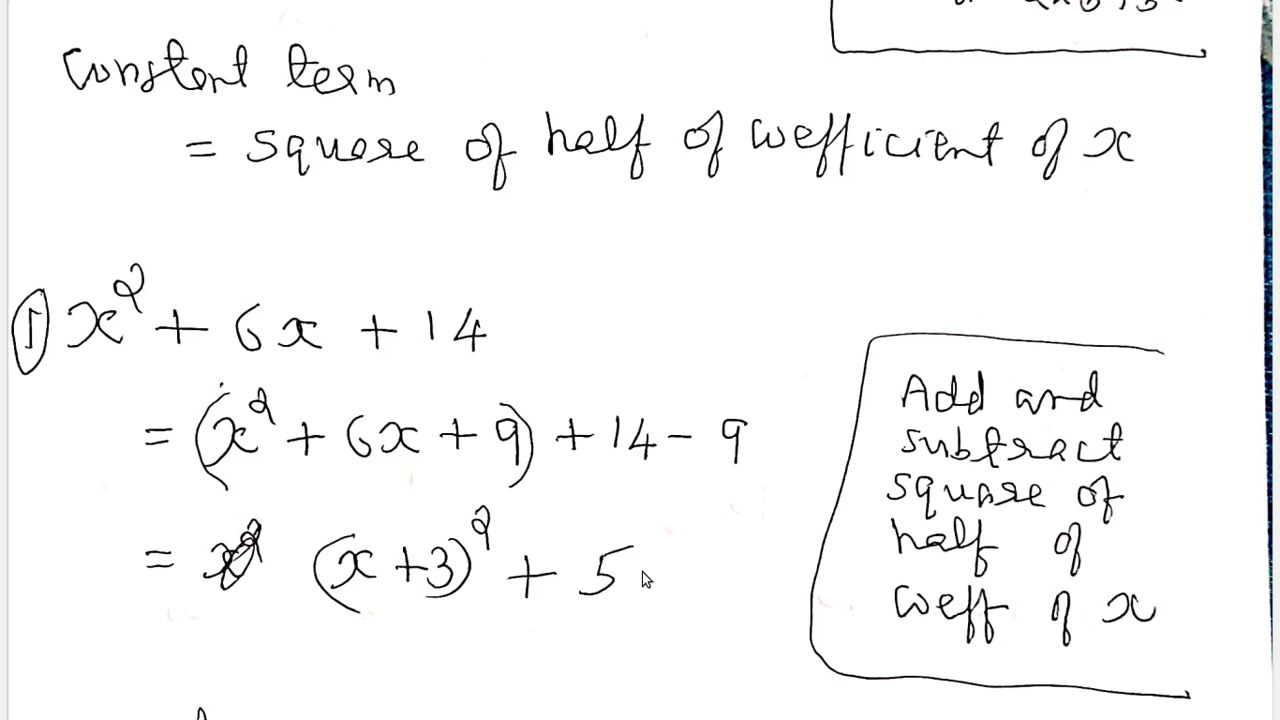 Constant term
= square of half of coefficient of x
① x² + 6x + 14
= (x² + 6x + 9) + 14 - 9
= (x + 3)² + 5
Add and
subtract
square of
half of
coeff of x